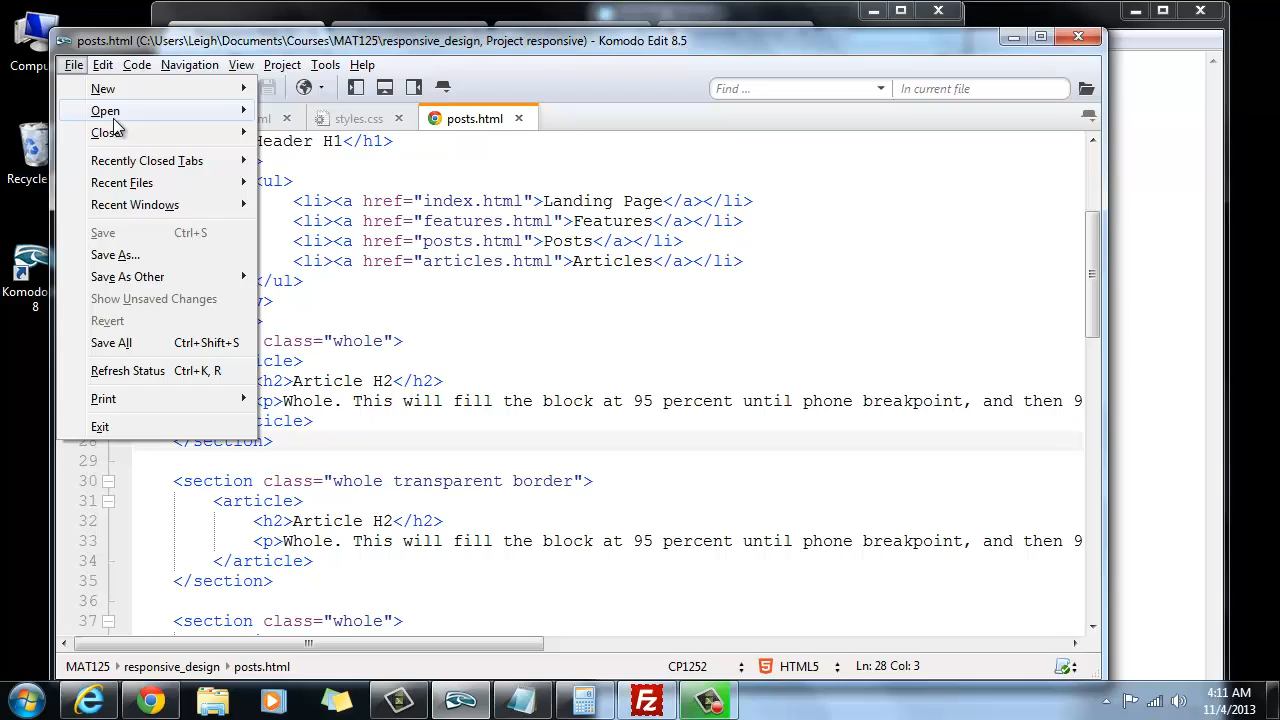 posts.html (C:\Users\Leigh\Documents\Courses\MAT125\responsive_design, Project responsive) - Komodo Edit 8.5
File Edit Code Navigation View Project Tools Help
Find ... In current file
ml styles.css posts.html
New
Open
Close
Recently Closed Tabs
Recent Files
Recent Windows
Save Ctrl+S
Save As...
Save As Other
Show Unsaved Changes
Revert
Save All Ctrl+Shift+S
Refresh Status Ctrl+K, R
Print
Exit
Header H1</h1>
>
<ul>
<li><a href="index.html">Landing Page</a></li>
<li><a href="features.html">Features</a></li>
<li><a href="posts.html">Posts</a></li>
<li><a href="articles.html">Articles</a></li>
</ul>
>
>
class="whole">
icle>
<h2>Article H2</h2>
<p>Whole. This will fill the block at 95 percent until phone breakpoint, and then 9
ticle>
28 </section>
29
30 <section class="whole transparent border">
31 <article>
32 <h2>Article H2</h2>
33 <p>Whole. This will fill the block at 95 percent until phone breakpoint, and then 9
34 </article>
35 </section>
36
37 <section class="whole">
MAT125 responsive_design posts.html CP1252 HTML5 Ln: 28 Col: 3
Compu
Recycle
Komodo
8
4:11 AM
11/4/2013